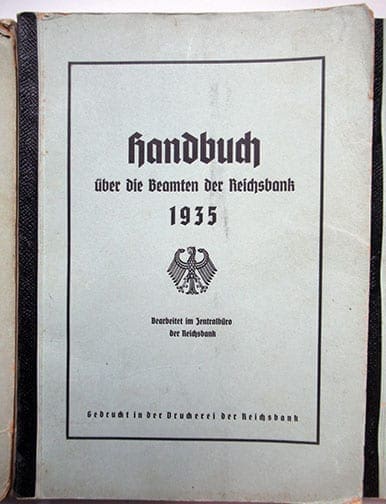 Handbuch
über die Beamten der Reichsbank
1935
Bearbeitet im Zentralbüro
der Reichsbank
Gedruckt in der Druckerei der Reichsbank